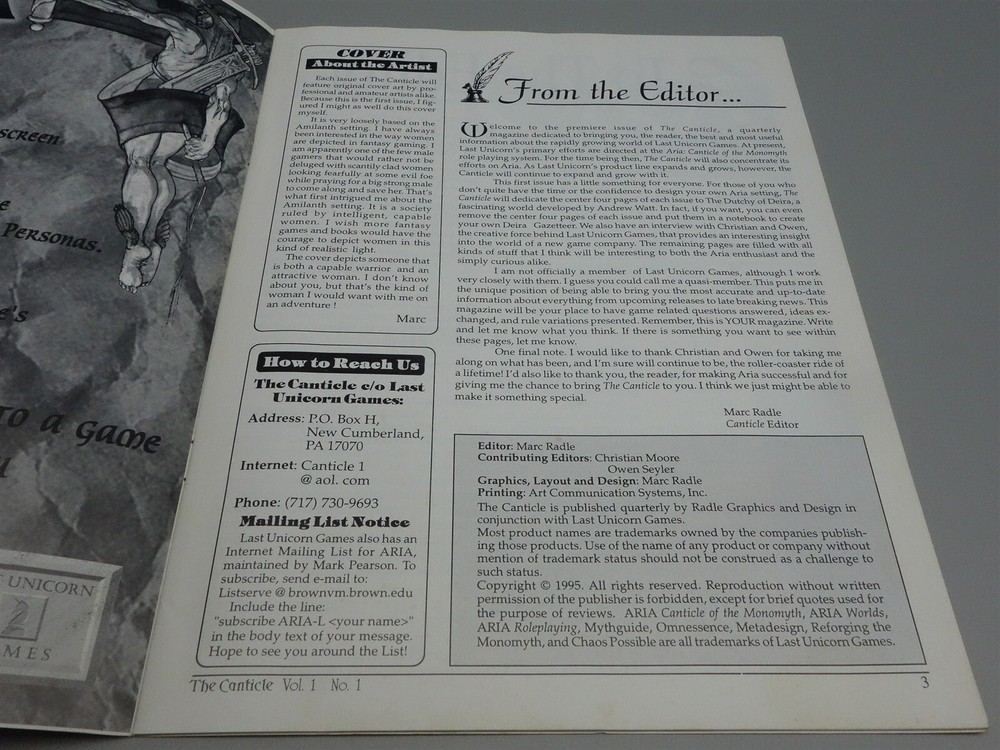 SCREEN
PERSONAS,
TO A GAME
UNICORN
2
COVER
About the Artist
Each issue of The Canticle will
feature original cover art by pro-
fessional and amateur artists alike.
Because this is the first issue, I fig-
ured I might as well do this cover
myself.
It is very loosely based on the
Amilanth setting. I have always
been interested in the way women
are depicted in fantasy gaming. I
am apparently one of the few male
gamers that would rather not be
deluged with scantily clad women
looking fearfully at some evil foe
while praying for a big strong male
to come along and save her. That's
what first intrigued me about the
Amilanth setting. It is a society
ruled by intelligent, capable
women. I wish more fantasy
games and books would have the
courage to depict women in this
kind of realistic light.
The cover depicts someone that
is both a capable warrior and an
attractive woman. I don't know
about you, but that's the kind of
woman I would want with me on
an adventure !
Marc
How to Reach Us
The Canticle c/o Last
Unicorn Games:
Address: P.O. Box H,
New Cumberland,
PA 17070
Internet: Canticle 1
@ aol. com
Phone: (717) 730-9693
Mailing List Notice
Last Unicorn Games also has an
Internet Mailing List for ARIA,
maintained by Mark Pearson. To
subscribe, send e-mail to:
Listserve @ brownvm.brown.edu
Include the line:
"subscribe ARIA-L <your name>"
in the body text of your message.
Hope to see you around the List!
From the Editor...
Welcome to the premiere issue of The Canticle, a quarterly
magazine dedicated to bringing you, the reader, the best and most useful
information about the rapidly growing world of Last Unicorn Games. At present,
Last Unicorn's primary efforts are directed at the Aria: Canticle of the Monomyth
role playing system. For the time being then, The Canticle will also concentrate its
efforts on Aria. As Last Unicorn's product line expands and grows, however, the
Canticle will continue to expand and grow with it.
This first issue has a little something for everyone. For those of you who
don't quite have the time or the confidence to design your own Aria setting, The
Canticle will dedicate the center four pages of each issue to The Dutchy of Deira, a
fascinating world developed by Andrew Watt. In fact, if you want, you can even
remove the center four pages of each issue and put them in a notebook to create
your own Deira Gazetteer. We also have an interview with Christian and Owen,
the creative force behind Last Unicorn Games, that provides an interesting insight
into the world of a new game company. The remaining pages are filled with all
kinds of stuff that I think will be interesting to both the Aria enthusiast and the
simply curious alike.
I am not officially a member of Last Unicorn Games, although I work
very closely with them. I guess you could call me a quasi-member. This puts me in
the unique position of being able to bring you the most accurate and up-to-date
information about everything from upcoming releases to late breaking news. This
magazine will be your place to have game related questions answered, ideas ex-
changed, and rule variations presented. Remember, this is YOUR magazine. Write
and let me know what you think. If there is something you want to see within
these pages, let me know.
One final note. I would like to thank Christian and Owen for taking me
along on what has been, and I'm sure will continue to be, the roller-coaster ride of
a lifetime! I'd also like to thank you, the reader, for making Aria successful and for
giving me the chance to bring The Canticle to you. I think we just might be able to
make it something special.
Marc Radle
Canticle Editor
Editor: Marc Radle
Contributing Editors: Christian Moore
Owen Seyler
Graphics, Layout and Design: Marc Radle
Printing: Art Communication Systems, Inc.
The Canticle is published quarterly by Radle Graphics and Design in
conjunction with Last Unicorn Games.
Most product names are trademarks owned by the companies publish-
ing those products. Use of the name of any product or company without
mention of trademark status should not be construed as a challenge to
such status.
Copyright © 1995. All rights reserved. Reproduction without written
permission of the publisher is forbidden, except for brief quotes used for
the purpose of reviews. ARIA Canticle of the Monomyth, ARIA Worlds,
ARIA Roleplaying, Mythguide, Omnessence, Metadesign, Reforging the
Monomyth, and Chaos Possible are all trademarks of Last Unicorn Games.
The Canticle Vol. 1 No. 1
3